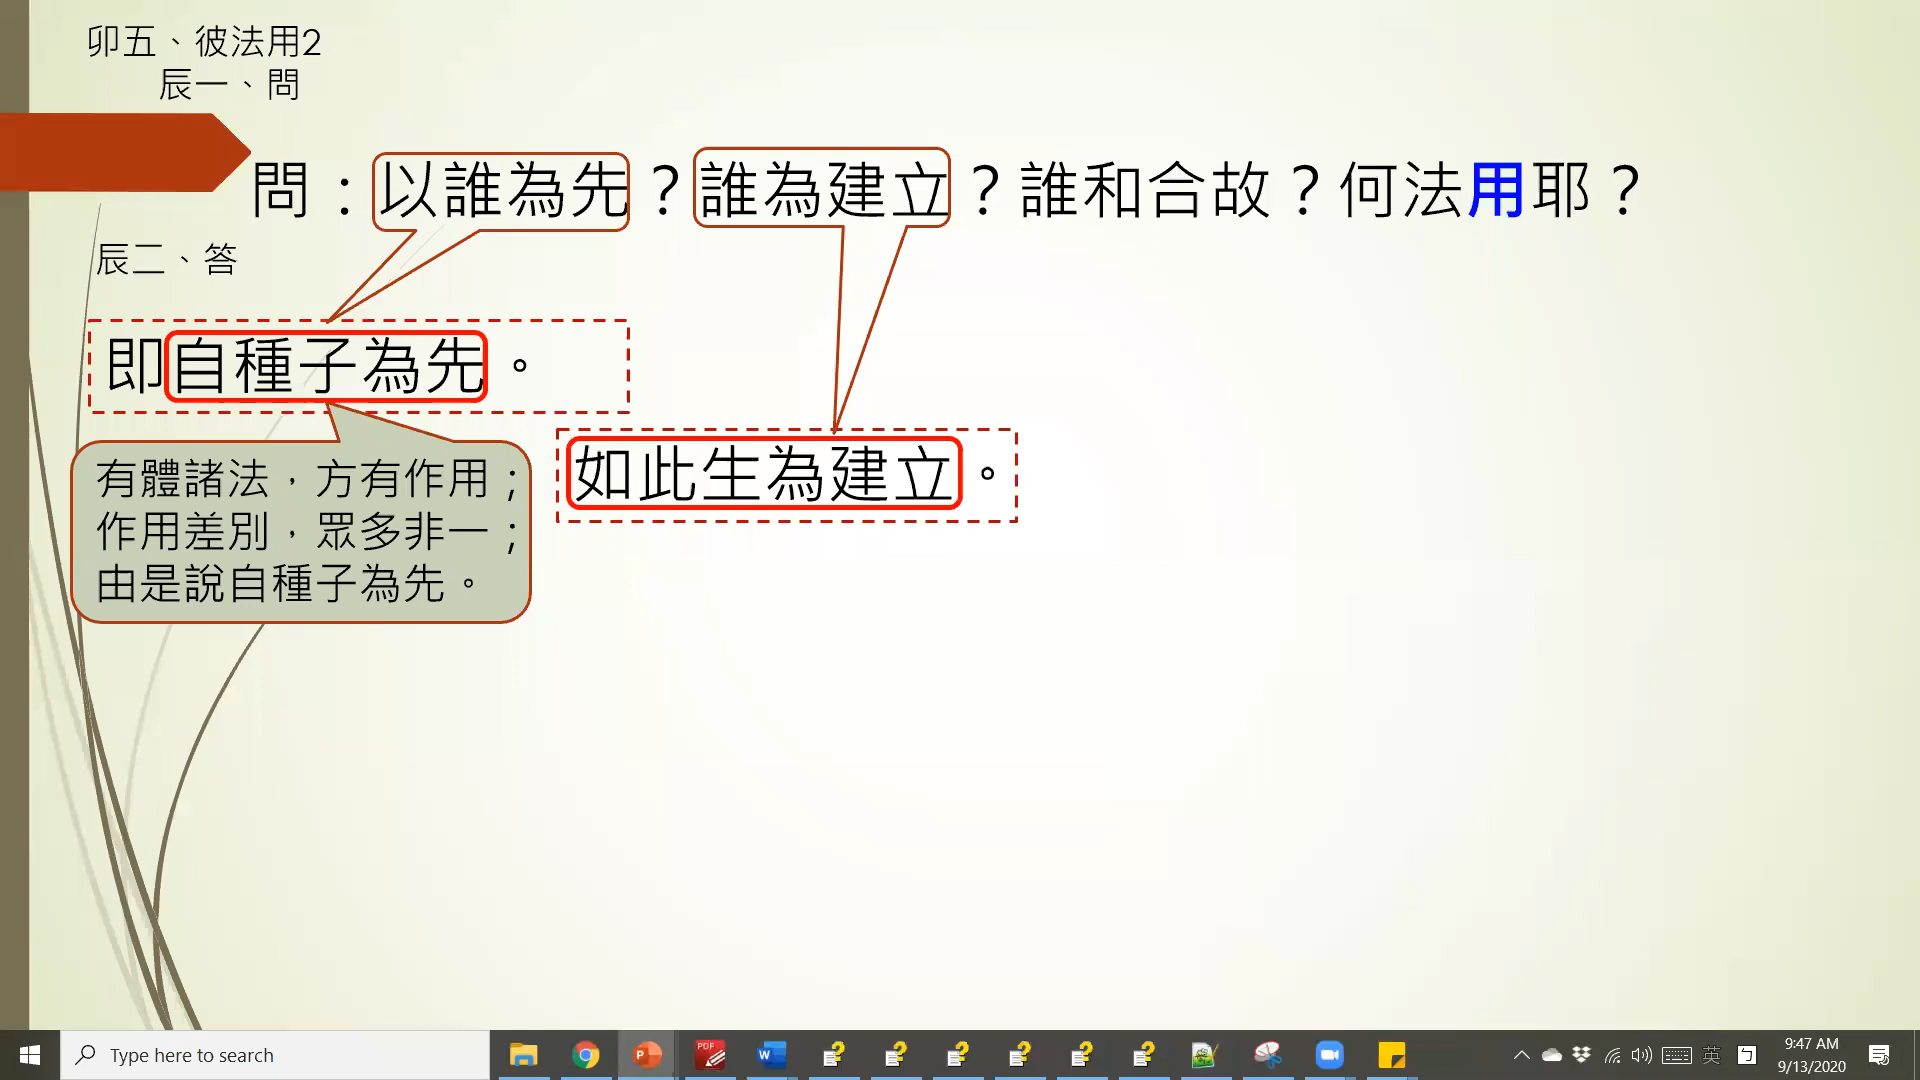 卯五、彼法用2
辰一、問
問：以誰為先？誰為建立？誰和合故？何法用耶？
辰二、答
即自種子為先。
如此生為建立。
有體諸法，方有作用；
作用差別，眾多非一；
由是說自種子為先。
Type here to search
英
9:47 AM
9/13/2020